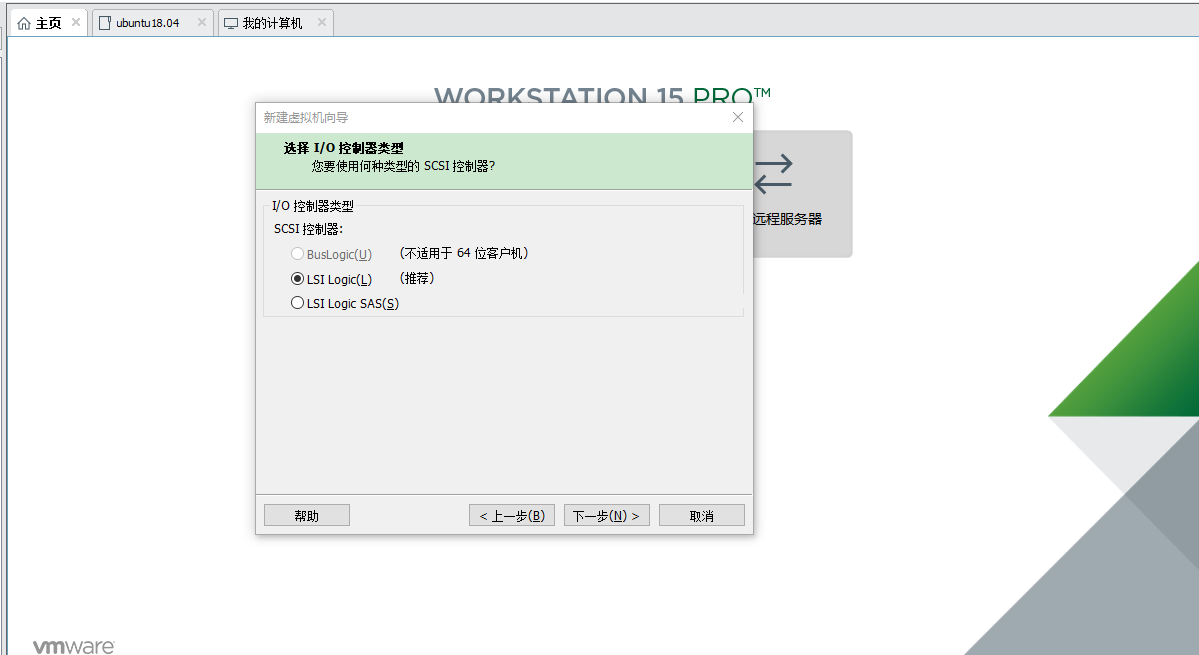 主页
ubuntu18.04
我的计算机
WORKSTATION 15 PRO™
新建虚拟机向导
选择 I/O 控制器类型
您要使用何种类型的 SCSI 控制器?
远程服务器
I/O 控制器类型
SCSI 控制器:
BusLogic(U) (不适用于 64 位客户机)
LSI Logic(L) (推荐)
LSI Logic SAS(S)
帮助
< 上一步(B)
下一步(N) >
取消
vmware